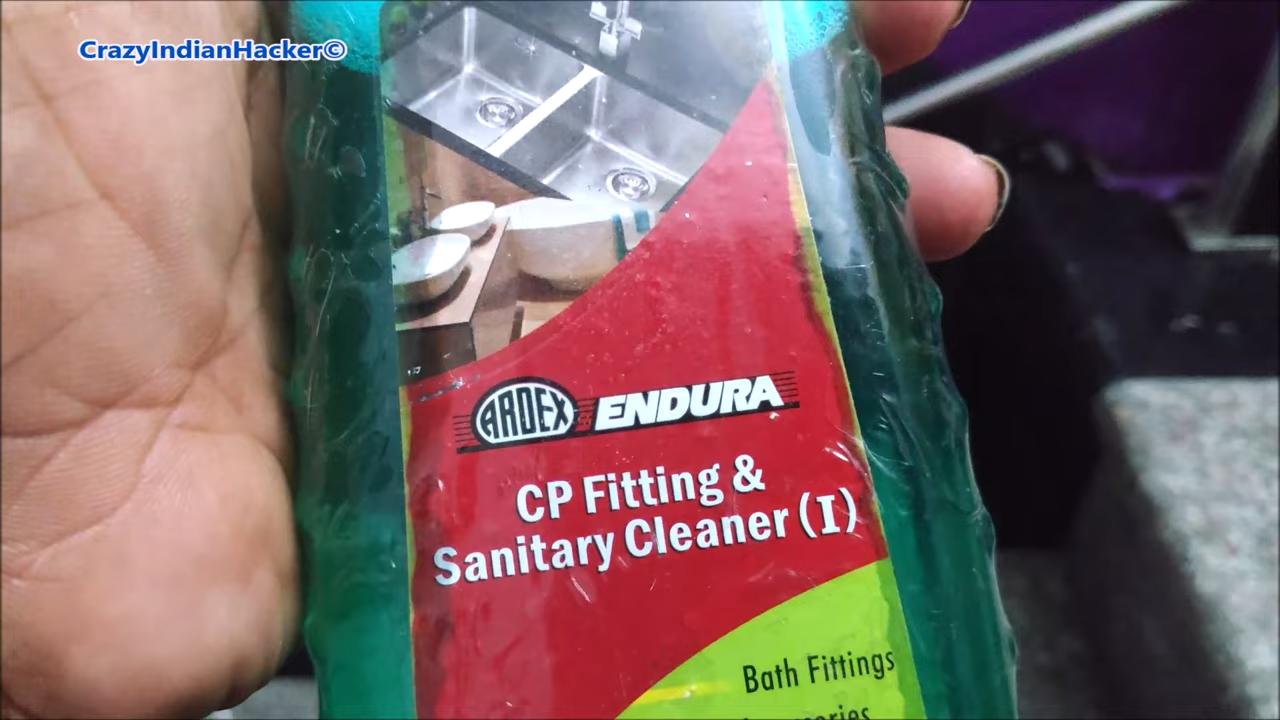 CrazyIndianHacker©
ARDEX ENDURA
CP Fitting &
Sanitary Cleaner (I)
Bath Fittings